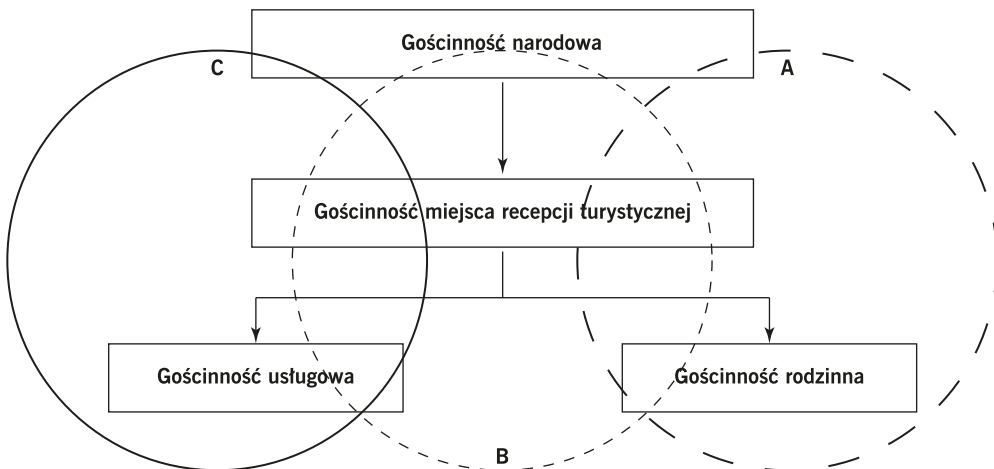 Gościnność narodowa
C
A
Gościnność miejsca recepcji turystycznej
Gościnność usługowa
Gościnność rodzinna
B